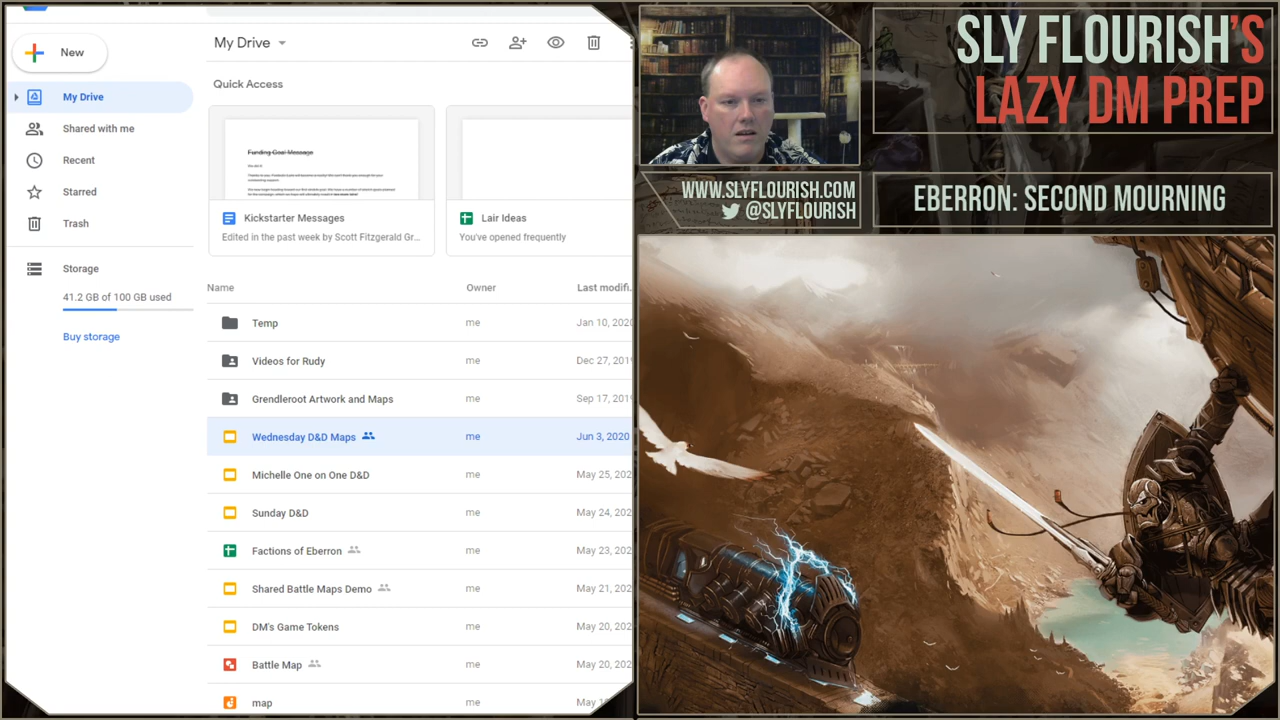 New
My Drive
Shared with me
Recent
Starred
Trash
Storage
41.2 GB of 100 GB used
Buy storage
My Drive
Quick Access
Funding Goal Message
Kickstarter Messages
Edited in the past week by Scott Fitzgerald Gr...
Lair Ideas
You've opened frequently
Name Owner Last modifi
Temp me Jan 10, 2020
Videos for Rudy me Dec 27, 201
Grendleroot Artwork and Maps me Sep 17, 201
Wednesday D&D Maps me Jun 3, 2020
Michelle One on One D&D me May 25, 202
Sunday D&D me May 24, 202
Factions of Eberron me May 23, 202
Shared Battle Maps Demo me May 21, 202
DM's Game Tokens me May 20, 202
Battle Map me May 20, 202
map me May
SLY FLOURISH'S
LAZY DM PREP
WWW.SLYFLOURISH.COM
@SLYFLOURISH
EBERRON: SECOND MOURNING